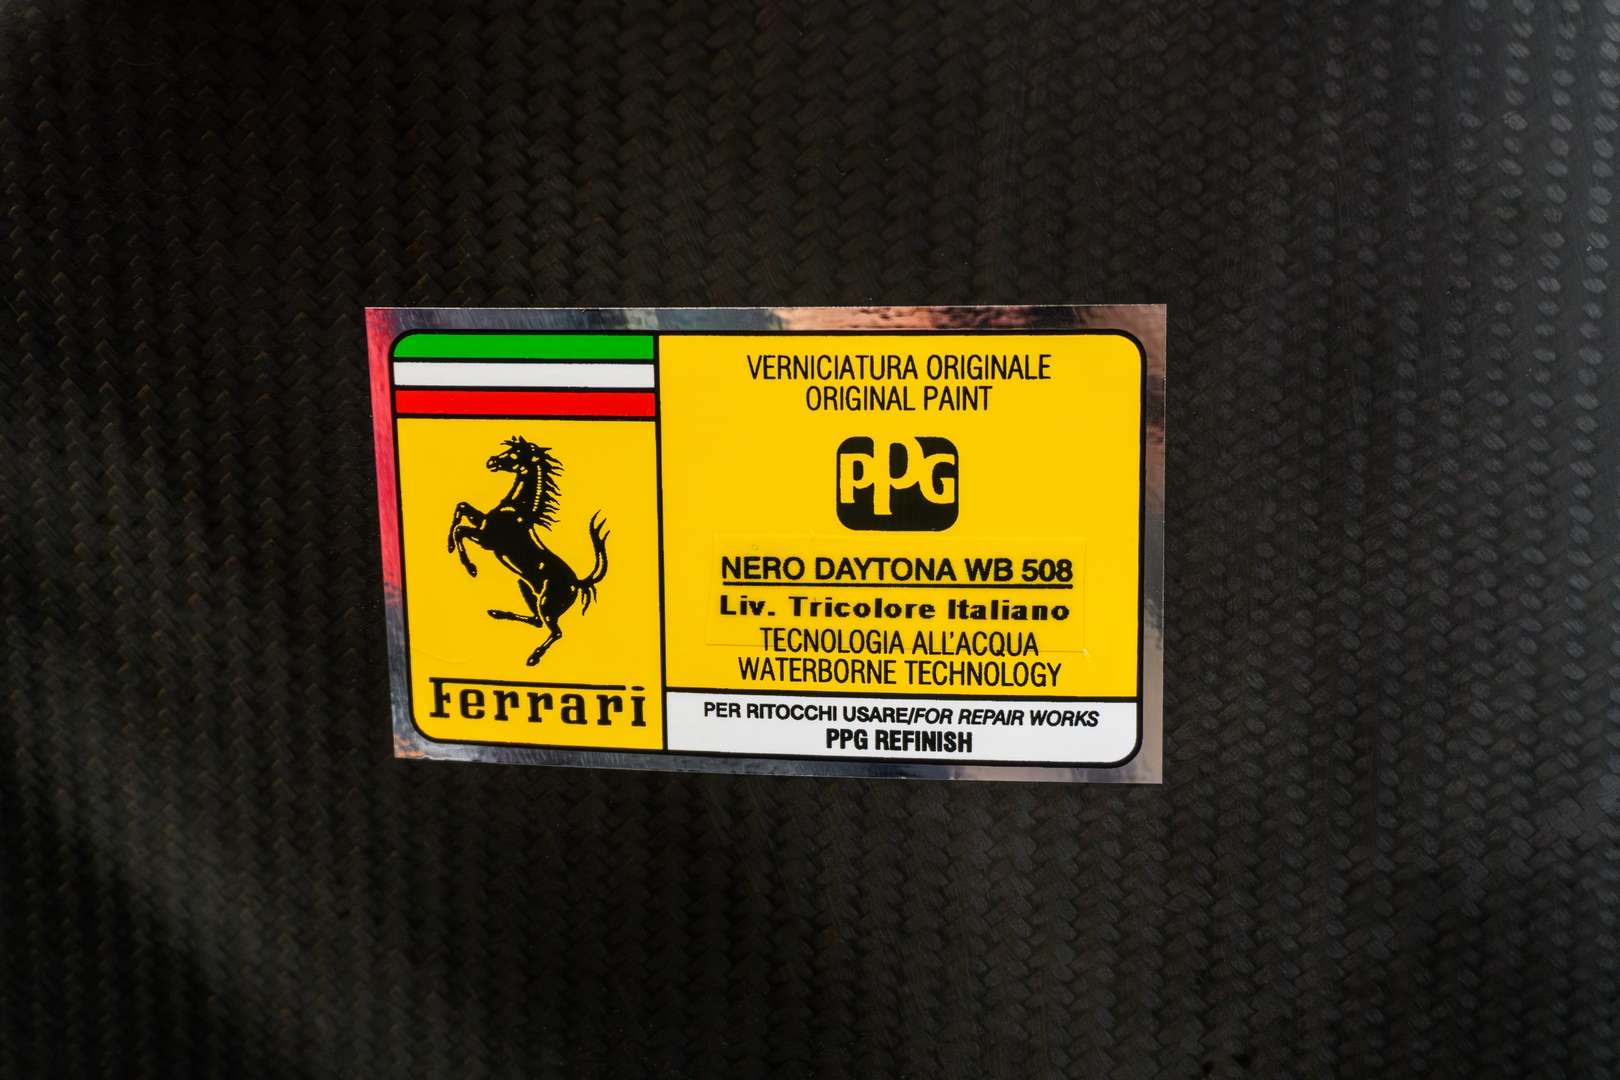 VERNICIATURA ORIGINALE
ORIGINAL PAINT
PPG
NERO DAYTONA WB 508
Liv. Tricolore Italiano
TECNOLOGIA ALL'ACQUA
WATERBORNE TECHNOLOGY
Ferrari
PER RITOCCHI USARE/FOR REPAIR WORKS
PPG REFINISH